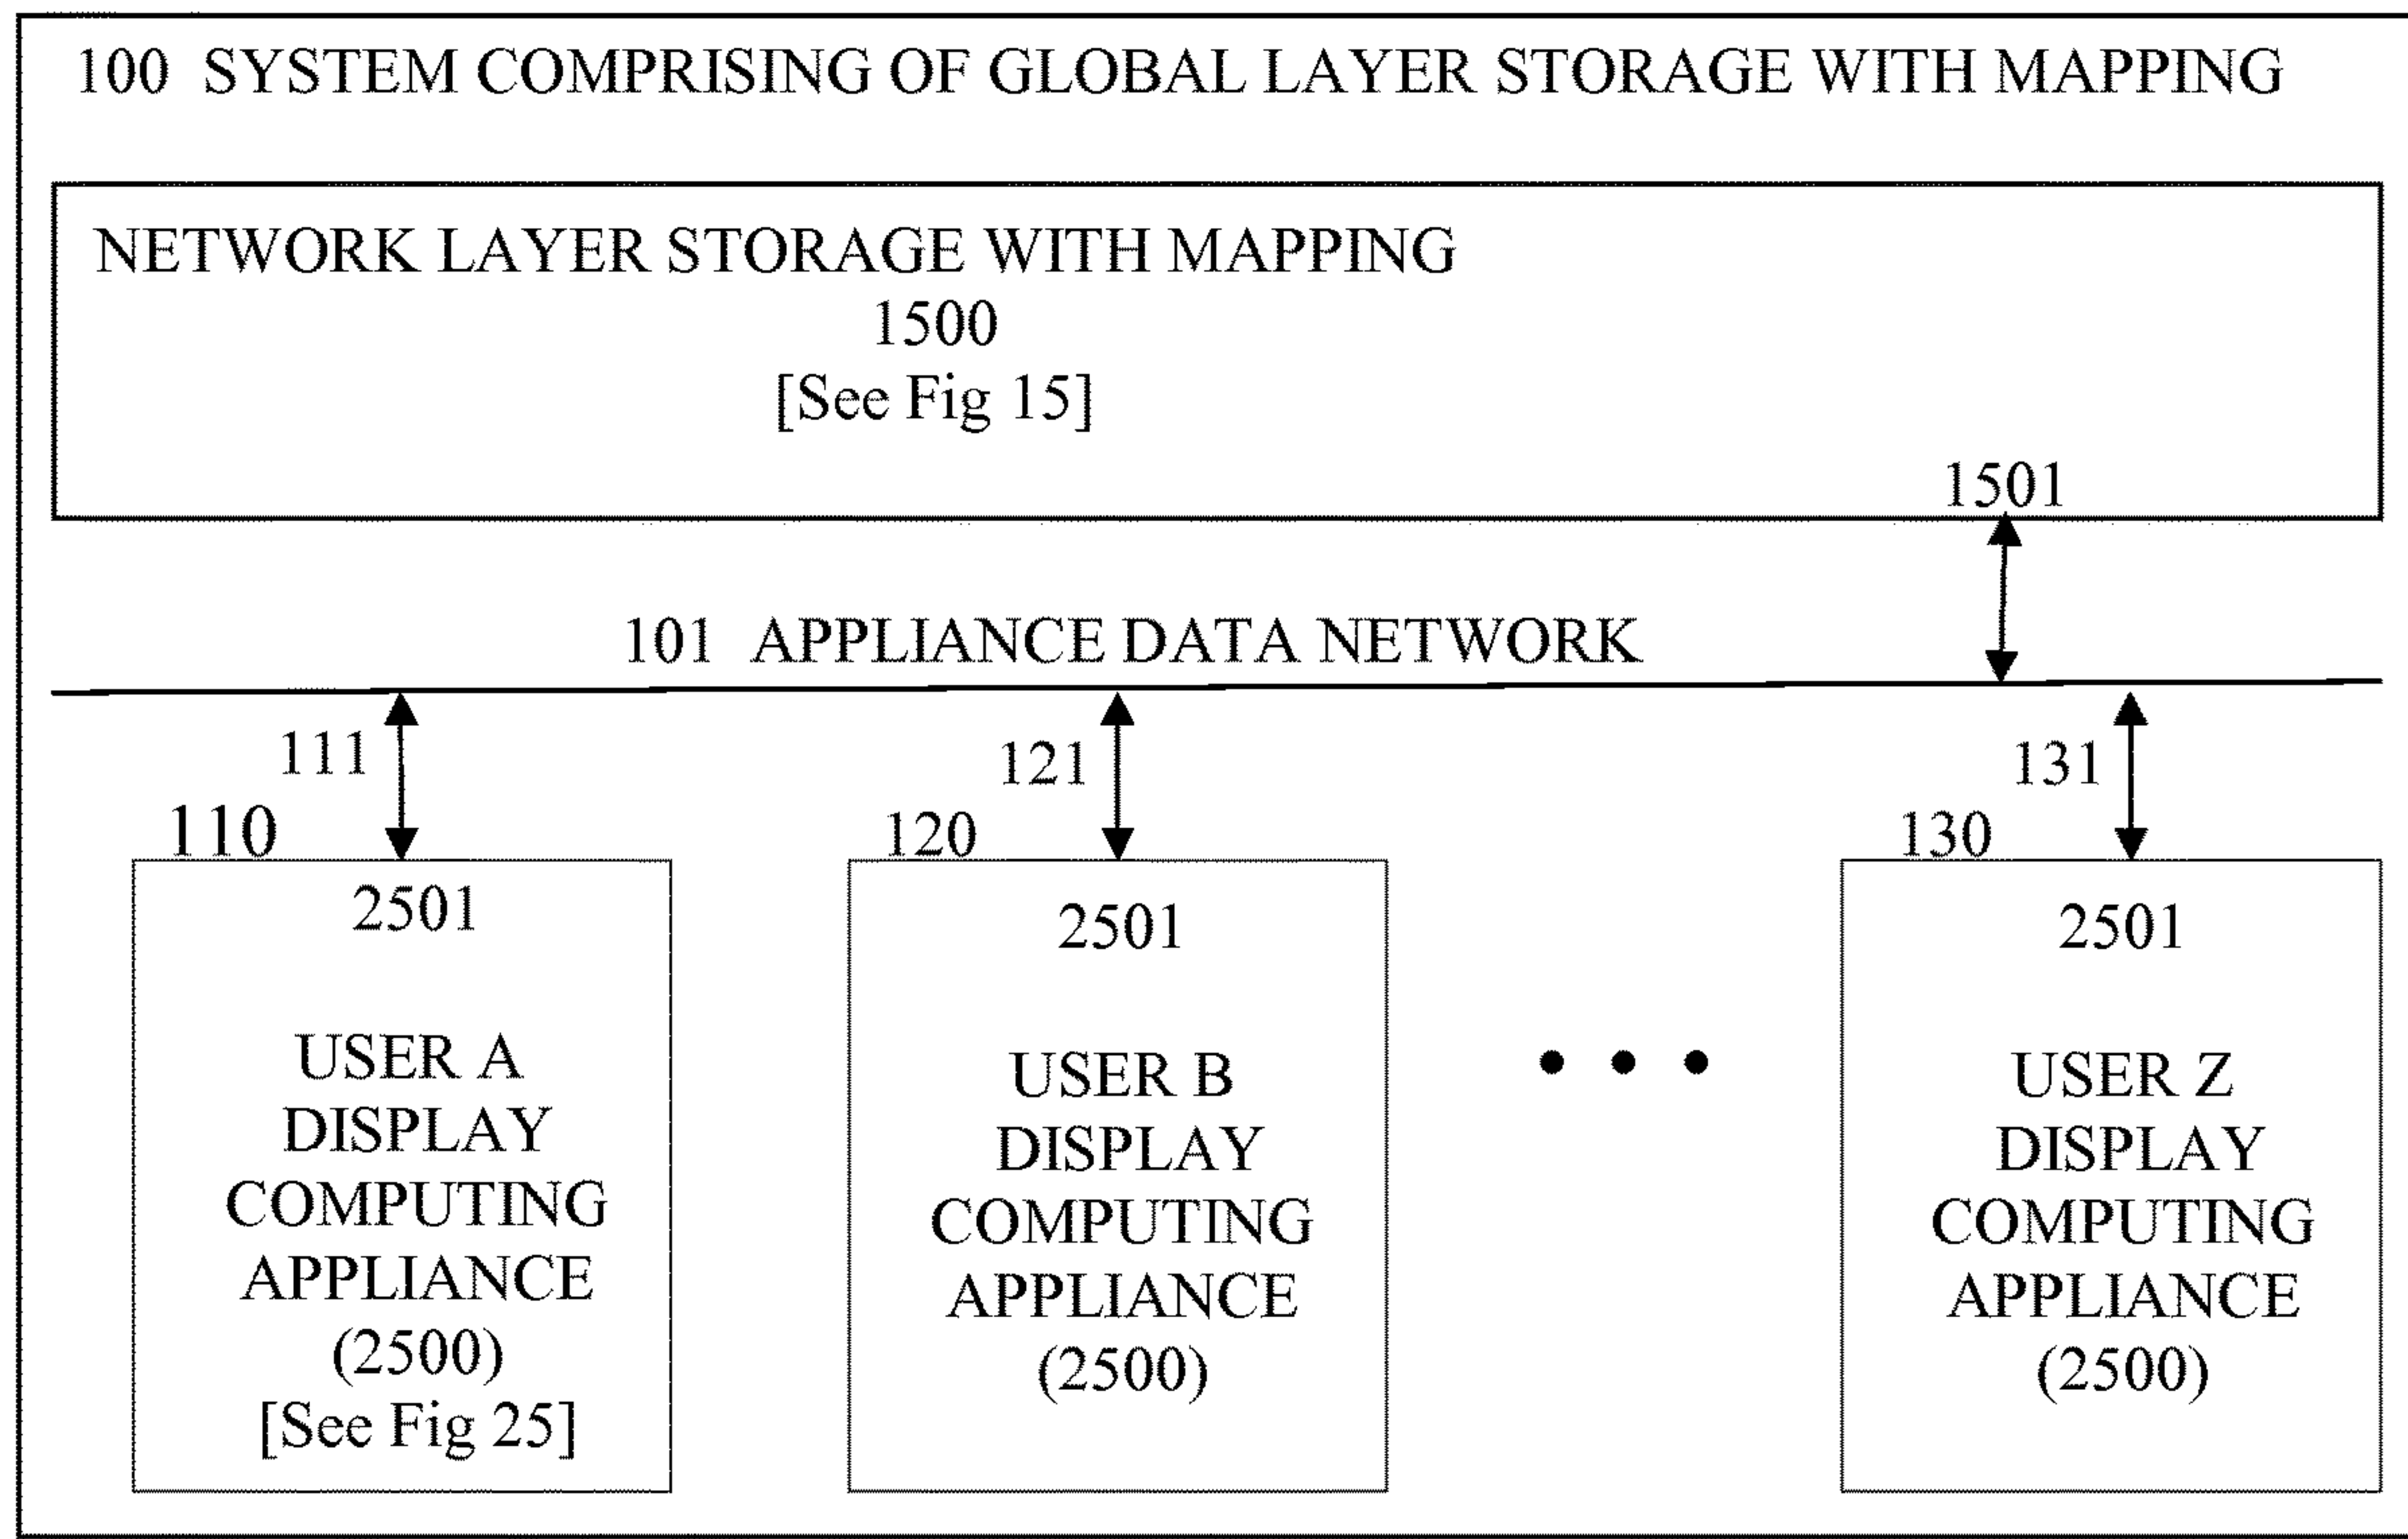 100 SYSTEM COMPRISING OF GLOBAL LAYER STORAGE WITH MAPPING
NETWORK LAYER STORAGE WITH MAPPING
1500
[See Fig 15]
1501
101 APPLIANCE DATA NETWORK
111
121
131
110
120
130
2501
USER A
DISPLAY
COMPUTING
APPLIANCE
(2500)
[See Fig 25]
2501
USER B
DISPLAY
COMPUTING
APPLIANCE
(2500)
• • •
2501
USER Z
DISPLAY
COMPUTING
APPLIANCE
(2500)